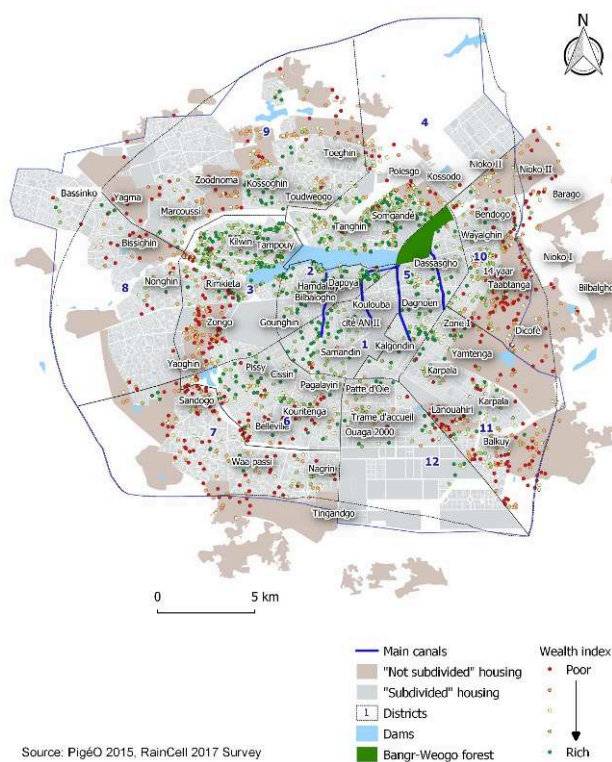 N
4
9
Toeghin
Nioko II
Nioko II
Polesgo
Kossodo
Zoodnoma
Kossoghin
Bassinko
Yagma
Toudweogo
Barago
Marcoussi
Somgandé
Tanghin
Bendogo
Wayalghin
Bissighin
Kilwin
Tampouy
10
Nioko I
Dassasgho
2
5
14 yaar
Nonghin
Rimkieta
Hamdalaye
Dapoya
Taabtanga
8
3
Bilbalogho
Bilbalgho
Dagnoen
Koulouba
Zongo
Gounghin
cité AN II
Zone I
Dicofè
1
Samandin
Kalgondin
Yamtenga
Yaoghin
Pissy
Cissin
Karpala
Pagalayiri
Patte d'Oie
Sandogo
Karpala
Kouritenga
Lanouahiri
6
Trame d'accueil
7
Belleville
11
Ouaga 2000
Balkuy
Waapassi
Nagrin
12
Tingandgo
0 5 km
Main canals
"Not subdivided" housing
"Subdivided" housing
1 Districts
Dams
Bangr-Weogo forest
Wealth index
Poor
Rich
Source: PigéO 2015, RainCell 2017 Survey